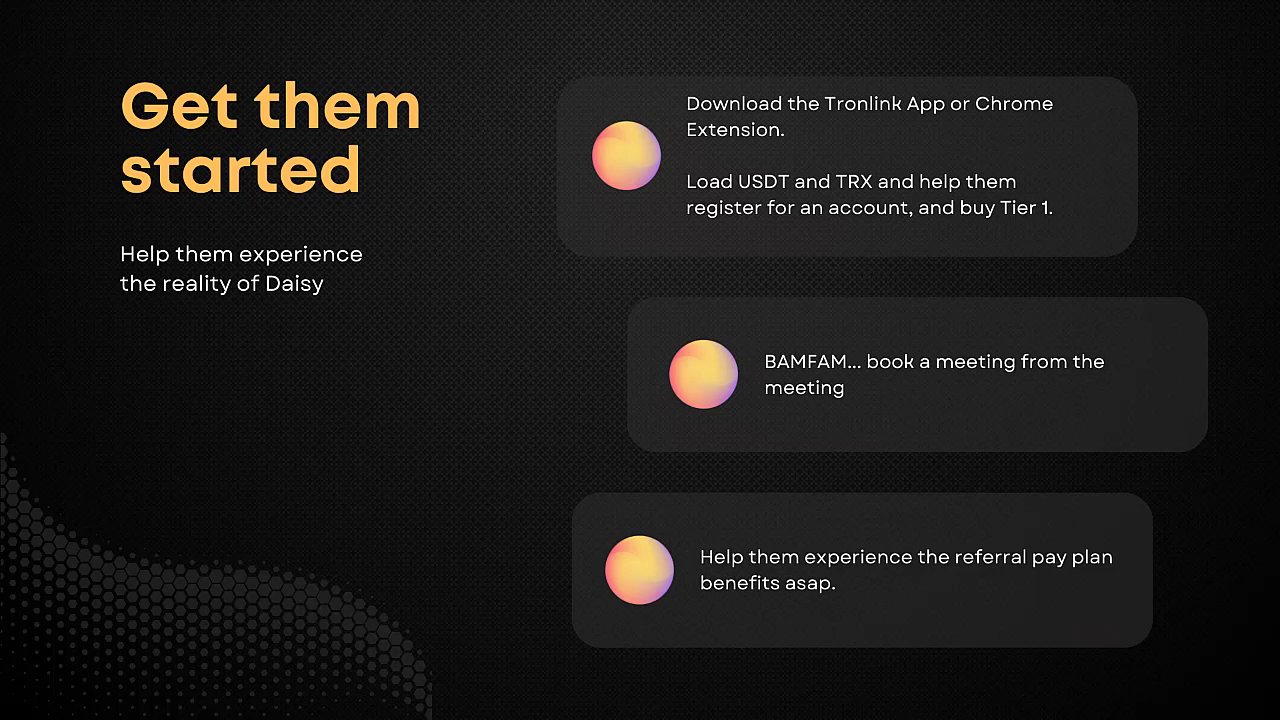 Get them
started
Help them experience
the reality of Daisy
Download the Tronlink App or Chrome
Extension.
Load USDT and TRX and help them
register for an account, and buy Tier 1.
BAMFAM... book a meeting from the
meeting
Help them experience the referral pay plan
benefits asap.